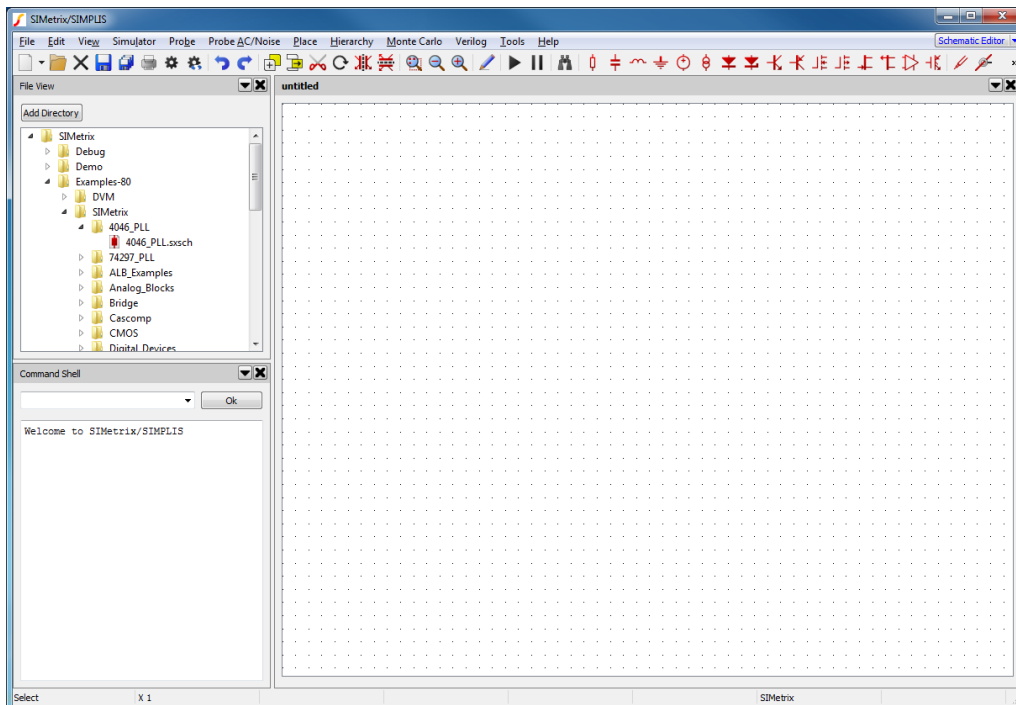 SIMetrix/SIMPLIS
File Edit View Simulator Probe Probe AC/Noise Place Hierarchy Monte Carlo Verilog Tools Help Schematic Editor
File View
untitled
Add Directory
SIMetrix
Debug
Demo
Examples-80
DVM
SIMetrix
4046_PLL
4046_PLL.sxsch
74297_PLL
ALB_Examples
Analog_Blocks
Bridge
Cascomp
CMOS
Digital_Devices
Command Shell
Ok
Welcome to SIMetrix/SIMPLIS
Select X 1 SIMetrix